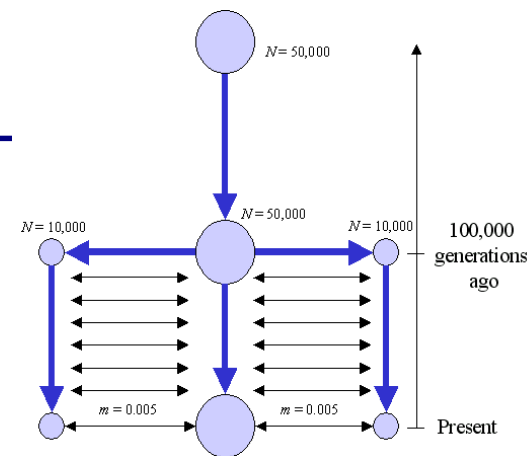 N = 50,000
N = 50,000
N = 10,000
N = 10,000
100,000
generations
ago
m = 0.005
m = 0.005
Present